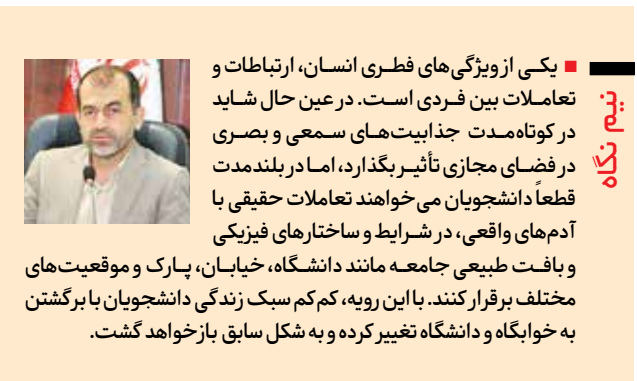 نیم نگاه
یکی از ویژگی‌های فطری انسان، ارتباطات و
تعاملات بین فردی است. در عین حال شاید
در کوتاه‌مدت جذابیت‌های سمعی و بصری
در فضای مجازی تأثیر بگذارد، اما در بلندمدت
قطعاً دانشجویان می‌خواهند تعاملات حقیقی با
آدم‌های واقعی، در شرایط و ساختارهای فیزیکی
و بافت طبیعی جامعه مانند دانشگاه، خیابان، پارک و موقعیت‌های
مختلف برقرار کنند. با این رویه، کم‌کم سبک زندگی دانشجویان با برگشتن
به خوابگاه و دانشگاه تغییر کرده و به شکل سابق بازخواهد گشت.